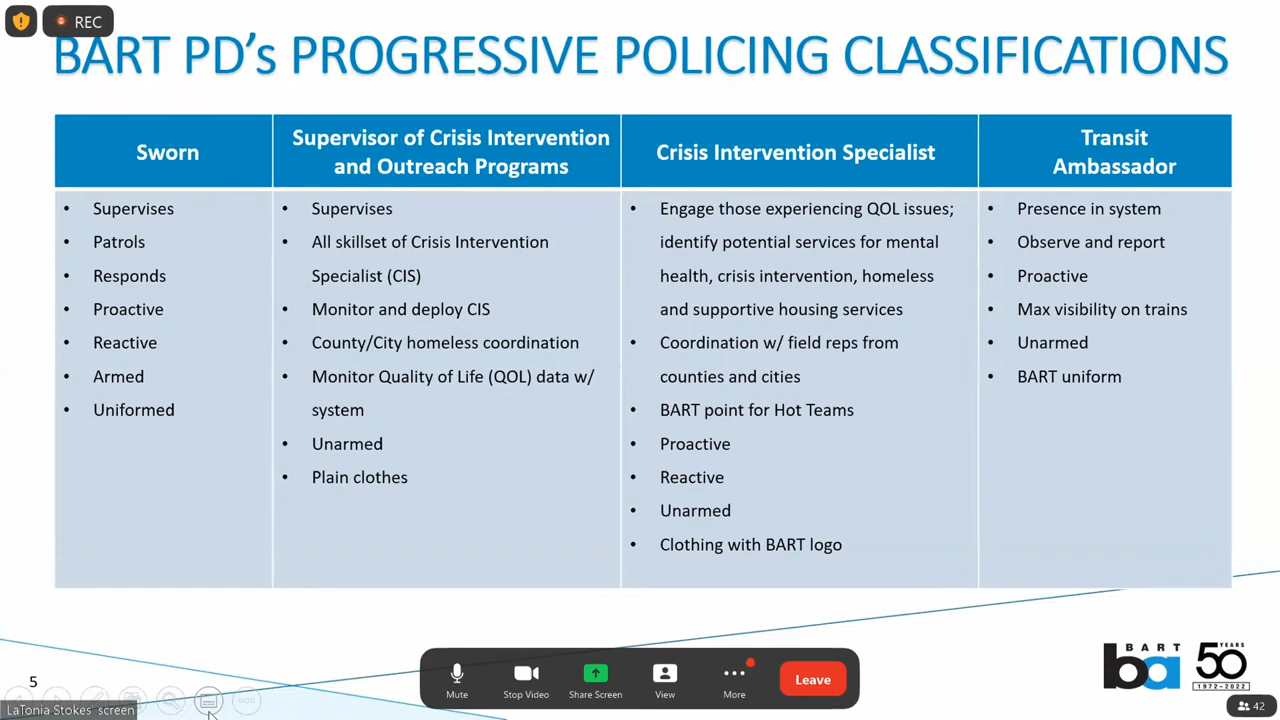 REC
BART PD's PROGRESSIVE POLICING CLASSIFICATIONS
Sworn
• Supervises
• Patrols
• Responds
• Proactive
• Reactive
• Armed
• Uniformed
Supervisor of Crisis Intervention
and Outreach Programs
• Supervises
• All skillset of Crisis Intervention
Specialist (CIS)
• Monitor and deploy CIS
• County/City homeless coordination
• Monitor Quality of Life (QOL) data w/
system
• Unarmed
• Plain clothes
Crisis Intervention Specialist
• Engage those experiencing QOL issues;
identify potential services for mental
health, crisis intervention, homeless
and supportive housing services
• Coordination w/ field reps from
counties and cities
• BART point for Hot Teams
• Proactive
• Reactive
• Unarmed
• Clothing with BART logo
Transit
Ambassador
• Presence in system
• Observe and report
• Proactive
• Max visibility on trains
• Unarmed
• BART uniform
5
LaTonia Stokes' screen
Mute
Stop Video
Share Screen
View
More
Leave
BART
ba
50
YEARS
1972-2022
42